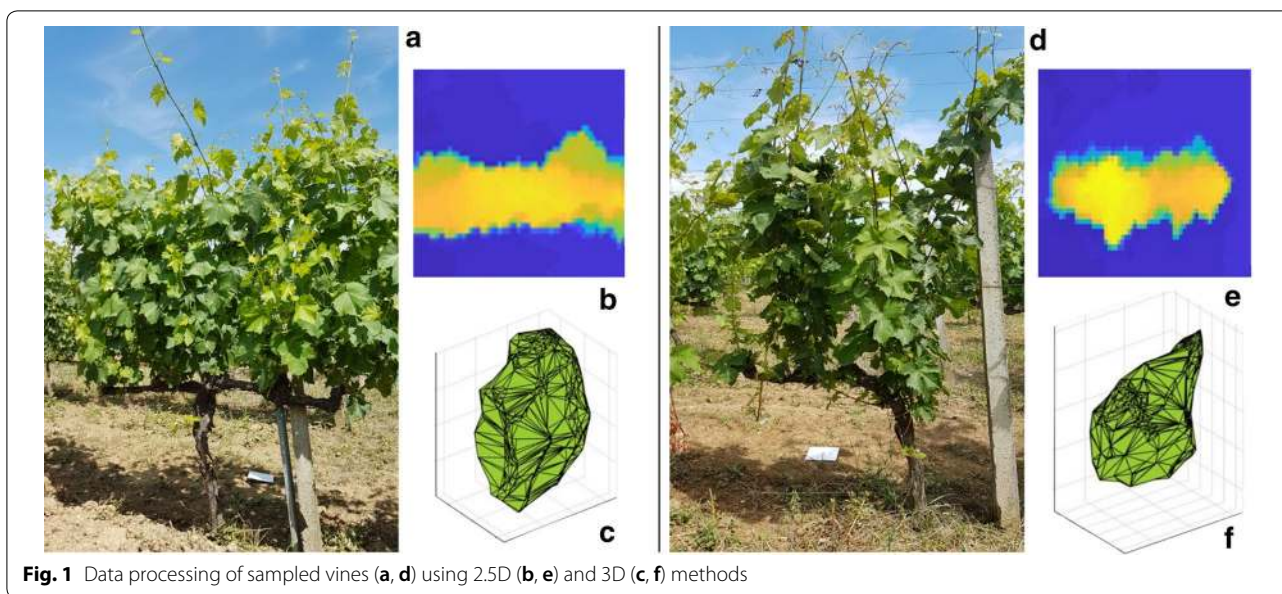 a
d
b
e
c
f
Fig. 1 Data processing of sampled vines (a, d) using 2.5D (b, e) and 3D (c, f) methods